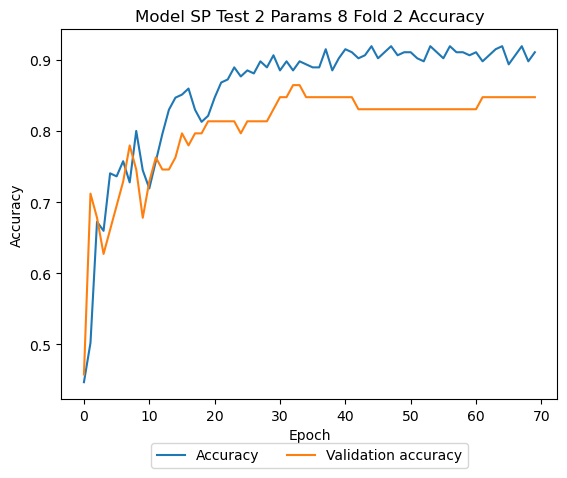 Model SP Test 2 Params 8 Fold 2 Accuracy
Accuracy
0.9
0.8
0.7
0.6
0.5
0 10 20 30 40 50 60 70
Epoch
Accuracy Validation accuracy